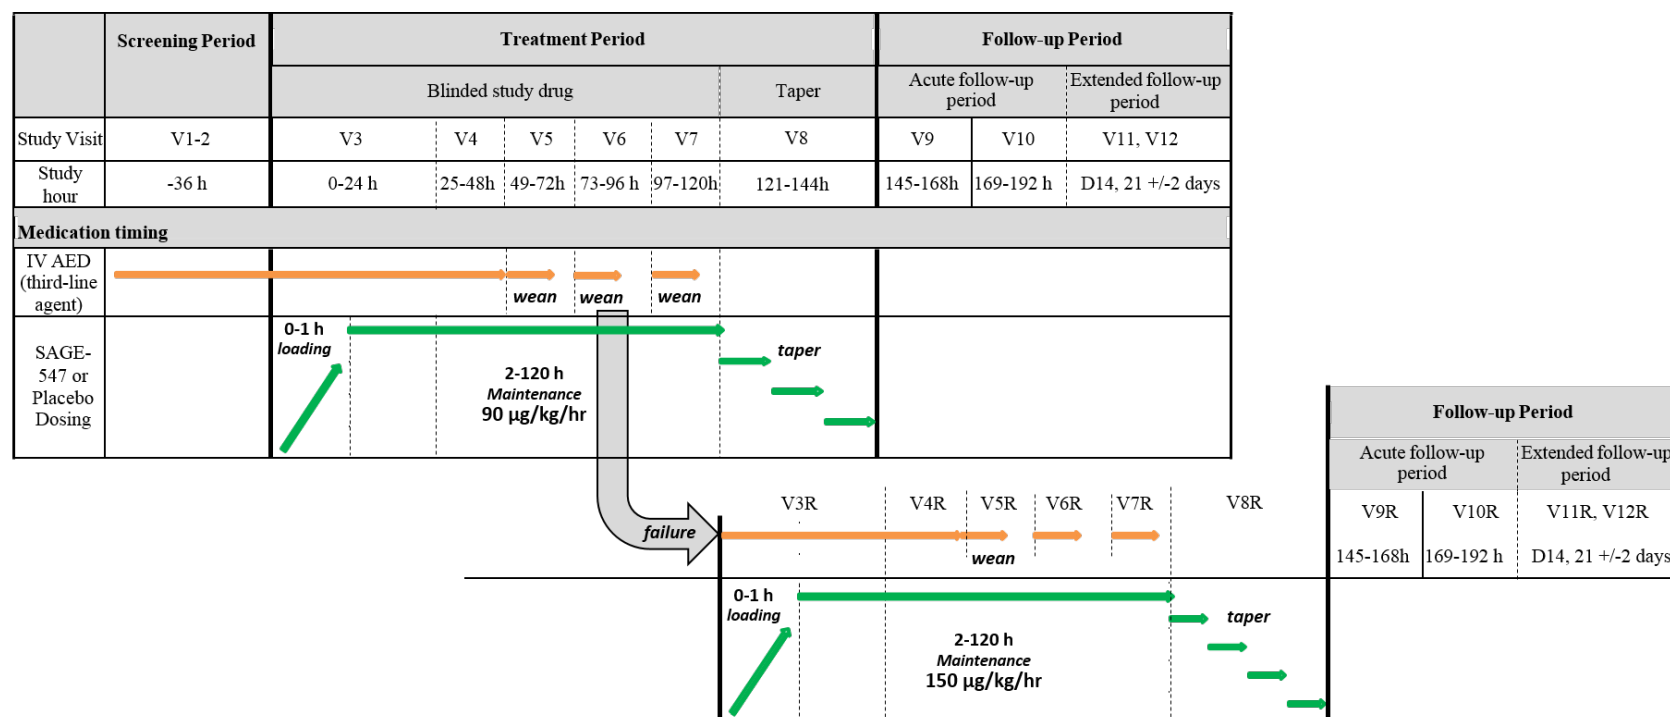 Screening Period
Treatment Period
Follow-up Period
Blinded study drug
Taper
Acute follow-up
period
Extended follow-up
period
Study Visit
V1-2
V3
V4
V5
V6
V7
V8
V9
V10
V11, V12
Study
hour
-36 h
0-24 h
25-48h
49-72h
73-96 h
97-120h
121-144h
145-168h
169-192 h
D14, 21 +/-2 days
Medication timing
IV AED
(third-line
agent)
wean
wean
wean
SAGE-
547 or
Placebo
Dosing
0-1 h
loading
2-120 h
Maintenance
90 µg/kg/hr
taper
failure
V3R
V4R
V5R
V6R
V7R
V8R
wean
0-1 h
loading
2-120 h
Maintenance
150 µg/kg/hr
taper
Follow-up Period
Acute follow-up
period
Extended follow-up
period
V9R
V10R
V11R, V12R
145-168h
169-192 h
D14, 21 +/-2 days